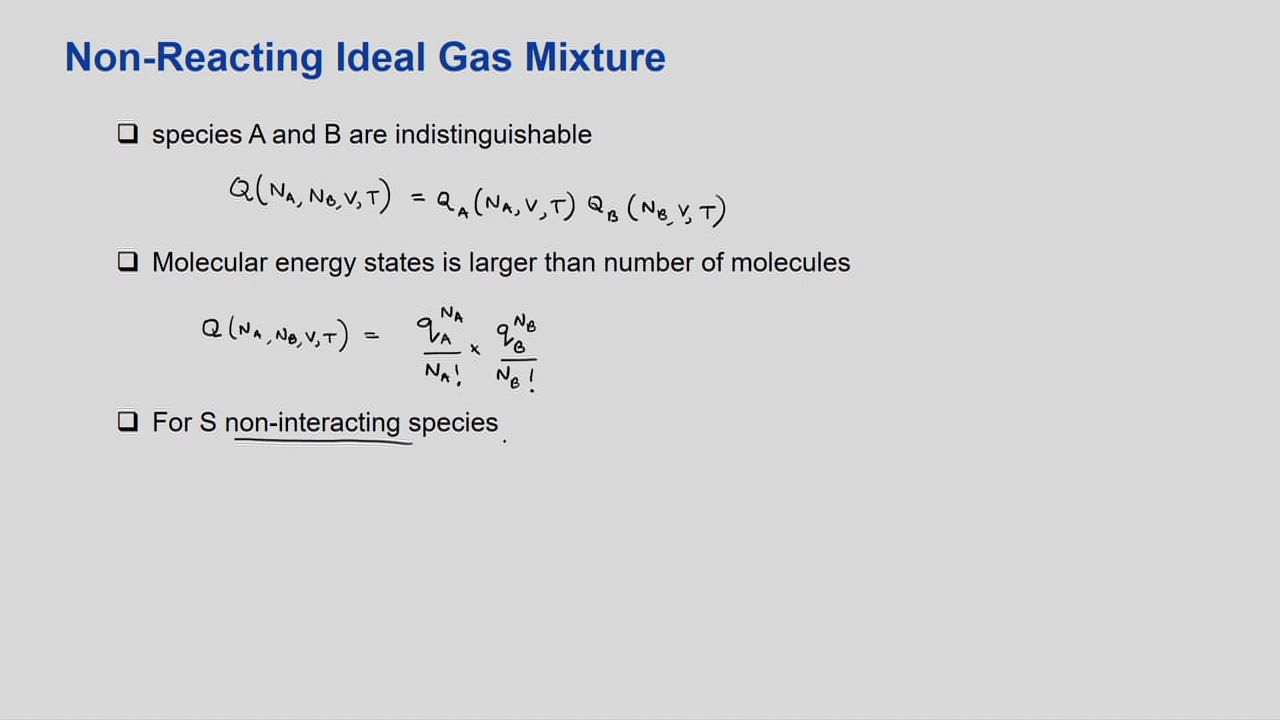 Non-Reacting Ideal Gas Mixture
❑ species A and B are indistinguishable
Q(N_A, N_B, V, T) = Q_A(N_A, V, T) Q_B(N_B, V, T)
❑ Molecular energy states is larger than number of molecules
Q(N_A, N_B, V, T) = q_A^{N_A}/N_A! × q_B^{N_B}/N_B!
❑ For S non-interacting species